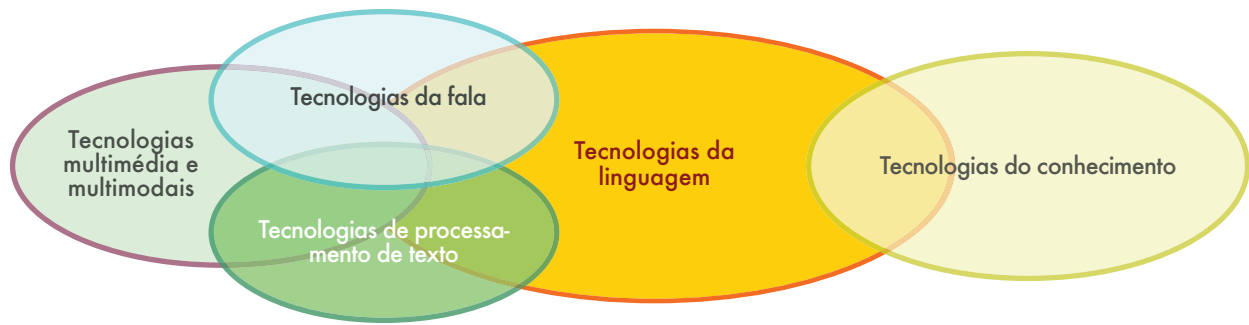 Tecnologias da fala
Tecnologias
multimédia e
multimodais
Tecnologias da
linguagem
Tecnologias do conhecimento
Tecnologias de processa-
mento de texto